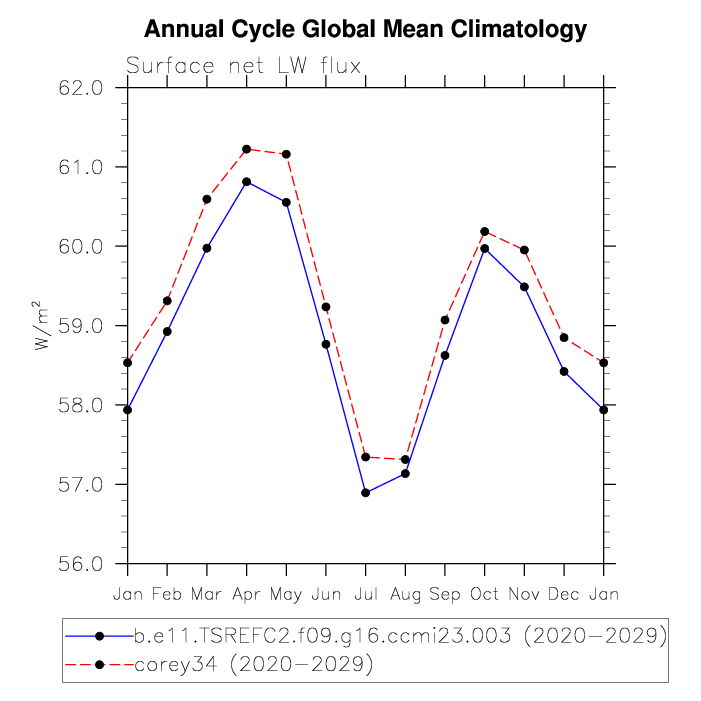 Annual Cycle Global Mean Climatology
Surface net LW flux
62.0
61.0
60.0
59.0
58.0
57.0
56.0
W/m²
Jan Feb Mar Apr May Jun Jul Aug Sep Oct Nov Dec Jan
b.e11.TSREFC2.f09.g16.ccmi23.003 (2020-2029)
corey34 (2020-2029)